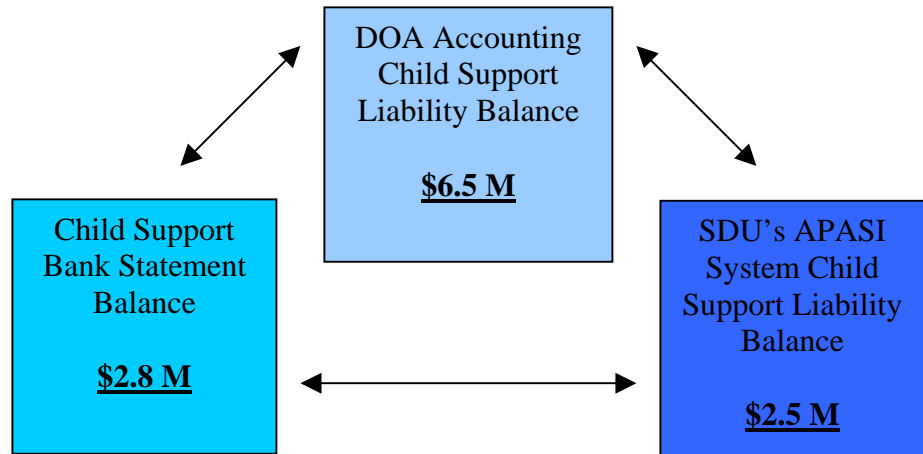 DOA Accounting
Child Support
Liability Balance
$6.5 M
Child Support
Bank Statement
Balance
$2.8 M
SDU’s APASI
System Child
Support Liability
Balance
$2.5 M